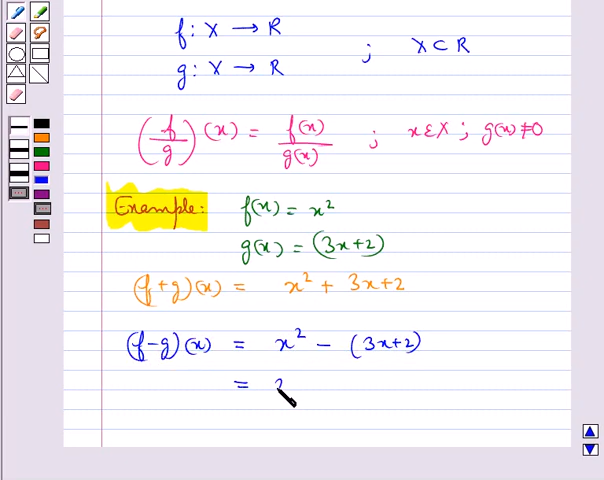 f : X → R
g : X → R ; X ⊂ R
(f/g)(x) = f(x)/g(x) ; x ε X ; g(x) ≠ 0
Example: f(x) = x²
g(x) = (3x+2)
(f+g)(x) = x² + 3x+2
(f-g)(x) = x² - (3x+2)
=